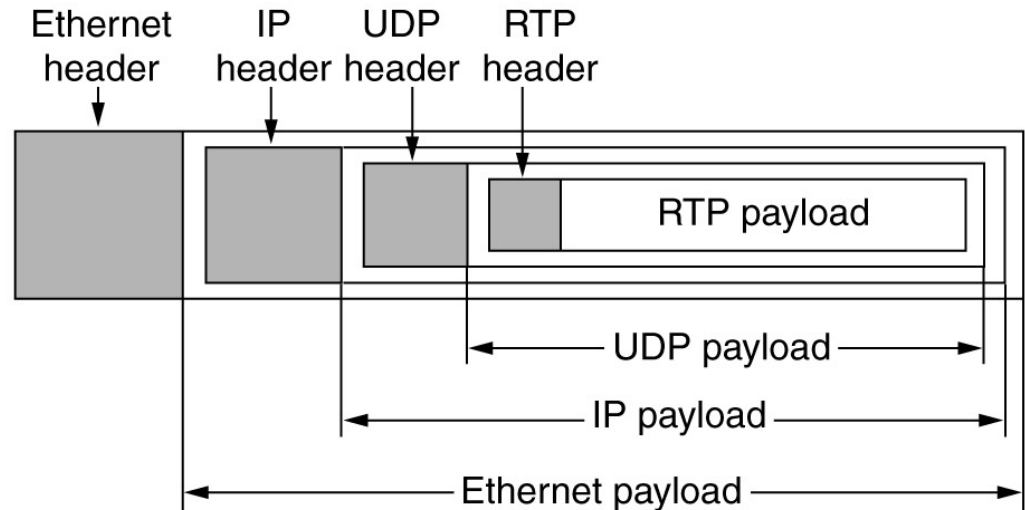 Ethernet
header
IP
header
UDP
header
RTP
header
RTP payload
UDP payload
IP payload
Ethernet payload